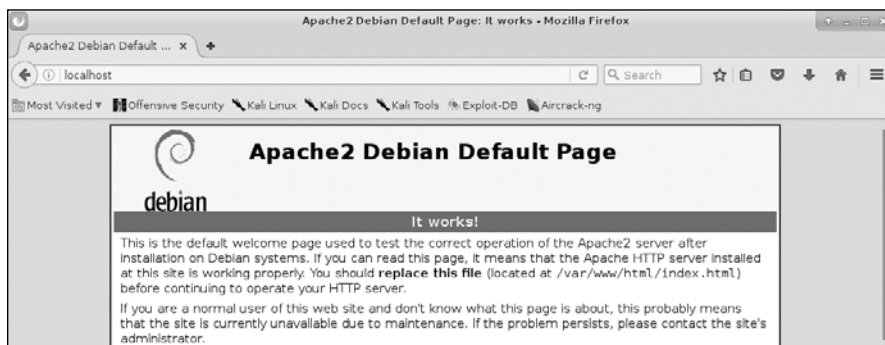 Apache2 Debian Default Page: It works - Mozilla Firefox
Apache2 Debian Default ... x
localhost
Search
Most Visited
Offensive Security
Kali Linux
Kali Docs
Kali Tools
Exploit-DB
Aircrack-ng
debian
Apache2 Debian Default Page
It works!
This is the default welcome page used to test the correct operation of the Apache2 server after
installation on Debian systems. If you can read this page, it means that the Apache HTTP server installed
at this site is working properly. You should replace this file (located at /var/www/html/index.html)
before continuing to operate your HTTP server.
If you are a normal user of this web site and don't know what this page is about, this probably means
that the site is currently unavailable due to maintenance. If the problem persists, please contact the site's
administrator.